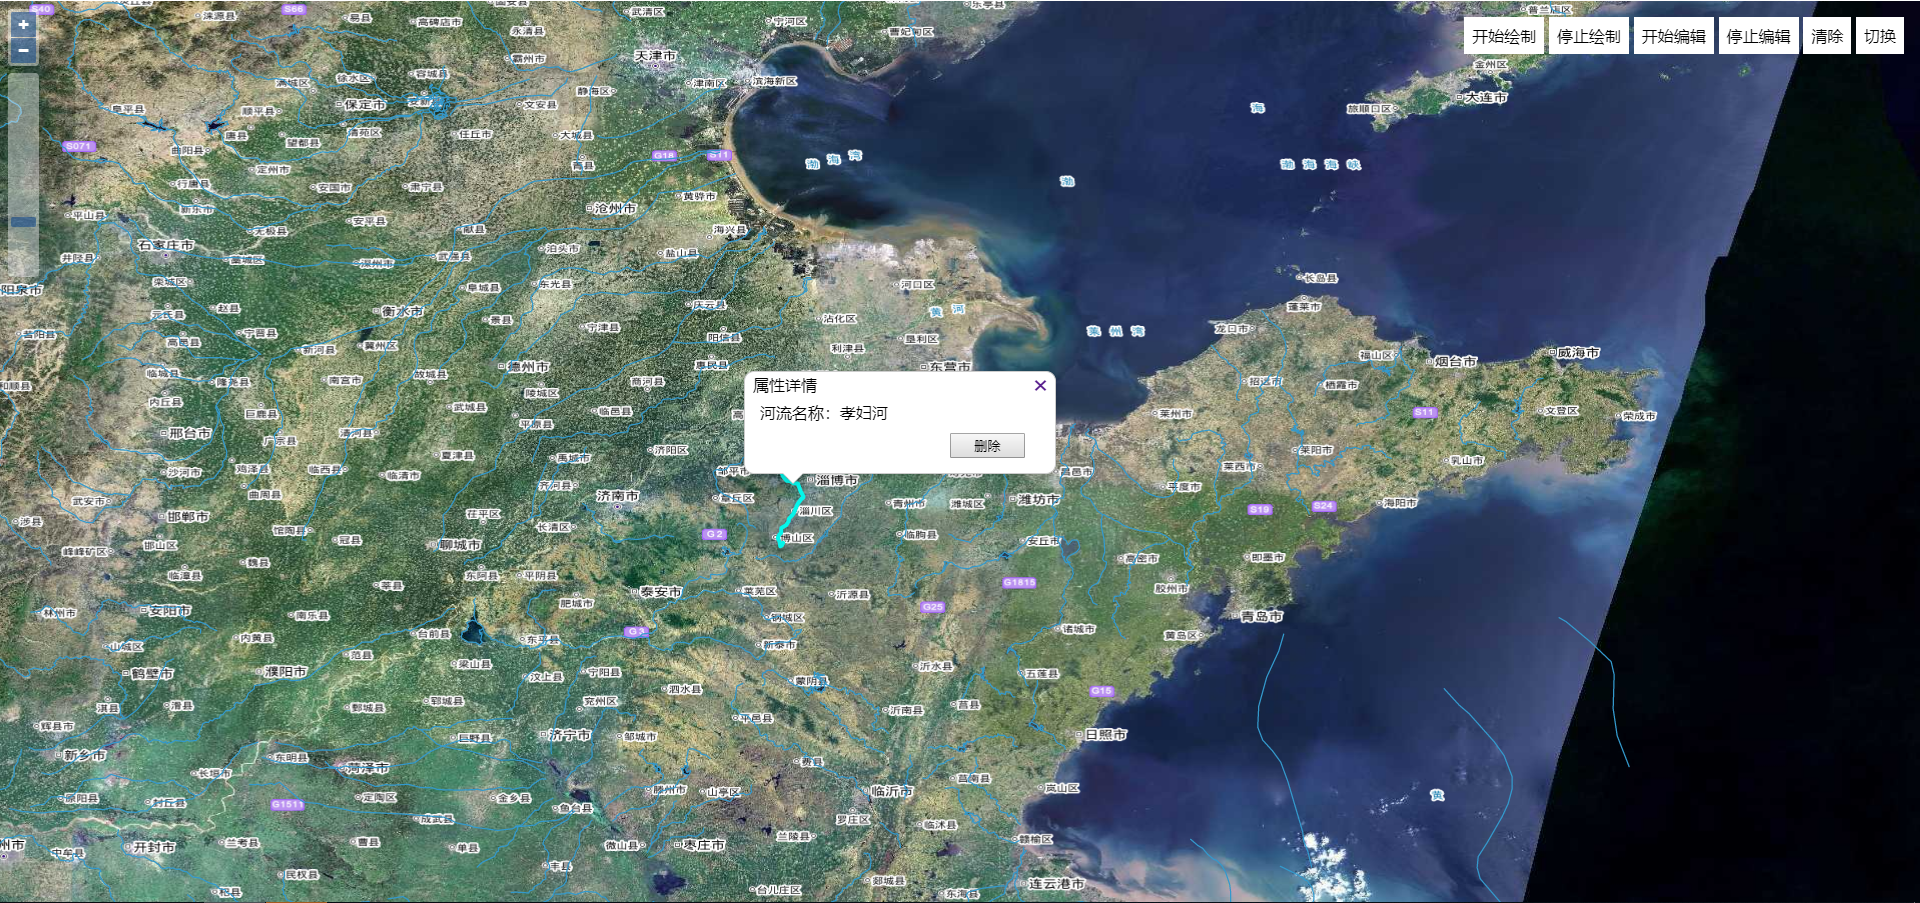 开始绘制 停止绘制 开始编辑 停止编辑 清除 切换
+
−
S40
S66
涞源县
易县
高碑店市
武清区
宁河区
曹妃甸区
乐亭县
普兰店区
永清县
霸州市
天津市
津南区
滨海新区
金州区
大连市
旅顺口区
满城区
徐水区
容城县
安新县
保定市
文安县
静海区
阜平县
顺平县
唐县
清苑区
望都县
任丘市
大城县
青县
曲阳县
S071
G18
S11
渤海湾
渤
海
渤海海峡
定州市
行唐县
安国市
肃宁县
黄骅市
沧州市
新乐市
平山县
无极县
安平县
献县
海兴县
石家庄市
井陉县
藁城区
深州市
武强县
泊头市
盐山县
栾城区
阳泉市
赵县
元氏县
衡水市
阜城县
东光县
庆云县
河口区
长岛县
蓬莱市
龙口市
黄河
莱州湾
昔阳县
高邑县
宁晋县
新河县
冀州区
景县
宁津县
阳信县
沾化区
利津县
垦利区
东营市
福山区
烟台市
威海市
和顺县
临城县
隆尧县
南宫市
故城县
德州市
陵城区
商河县
惠民县
招远市
栖霞市
内丘县
巨鹿县
武城县
临邑县
平原县
莱州市
S11
文登区
荣成市
邢台市
广宗县
清河县
夏津县
禹城市
济阳区
邹平市
淄博市
昌邑市
莱西市
莱阳市
乳山市
沙河市
鸡泽县
临西县
临清市
齐河县
章丘区
青州市
潍城区
潍坊市
平度市
海阳市
武安市
曲周县
济南市
淄川区
S19
S24
涉县
邯郸市
馆陶县
茌平区
长清区
G2
博山区
临朐县
安丘市
高密市
即墨市
峰峰矿区
邯山区
冠县
聊城市
魏县
临漳县
莘县
东阿县
平阴县
泰安市
莱芜区
沂源县
G1815
胶州市
林州市
安阳市
南乐县
肥城市
钢城区
G25
青岛市
山城区
内黄县
台前县
东平县
G3
新泰市
诸城市
黄岛区
鹤壁市
濮阳市
范县
梁山县
汶上县
宁阳县
蒙阴县
沂水县
五莲县
淇县
滑县
鄄城县
郓城县
兖州区
泗水县
沂南县
莒县
G15
辉县市
新乡市
东明县
巨野县
济宁市
邹城市
平邑县
日照市
长垣市
菏泽市
费县
莒南县
原阳县
封丘县
G1511
定陶区
金乡县
鱼台县
滕州市
山亭区
临沂市
岚山区
黄
成武县
罗庄区
临沭县
开封市
兰考县
曹县
单县
微山县
枣庄市
兰陵县
赣榆区
州市
中牟县
民权县
杞县
丰县
台儿庄区
郯城县
东海县
连云港市
属性详情
河流名称：孝妇河
删除